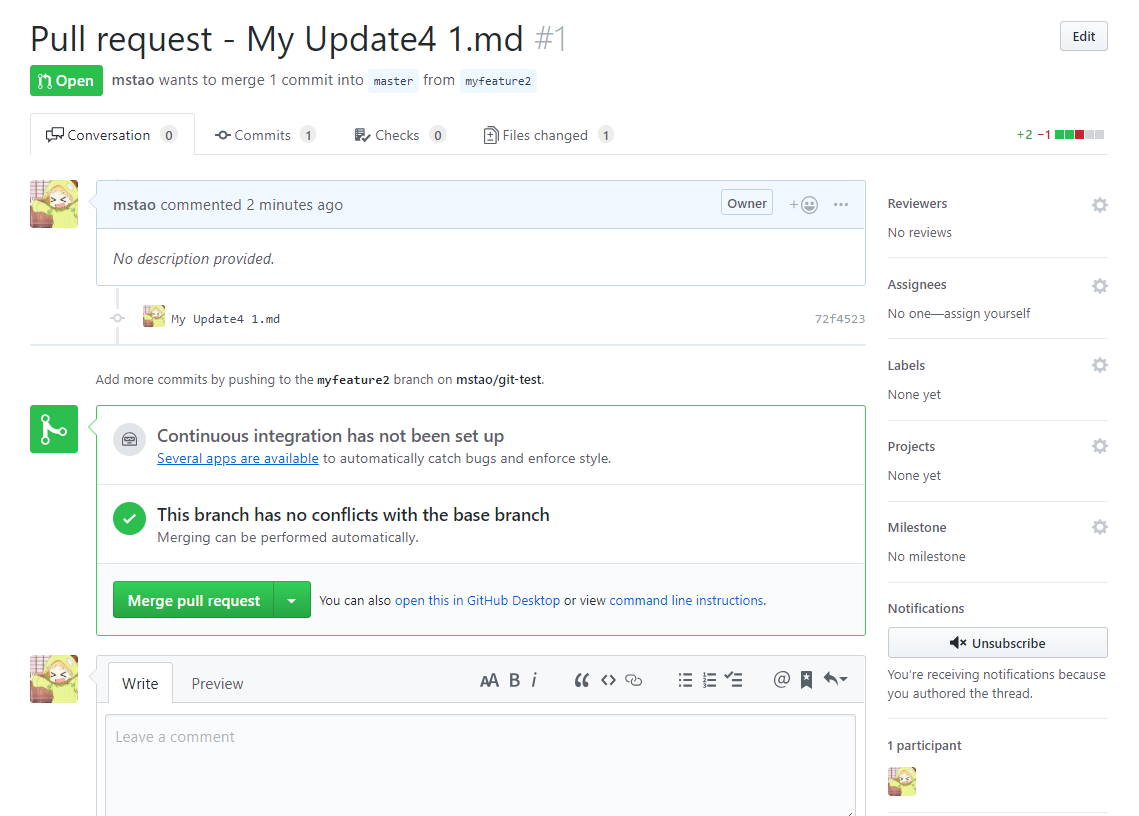 Pull request - My Update4 1.md #1
Edit
Open mstao wants to merge 1 commit into master from myfeature2
Conversation 0 Commits 1 Checks 0 Files changed 1 +2 −1
mstao commented 2 minutes ago Owner +
No description provided.
My Update4 1.md 72f4523
Add more commits by pushing to the myfeature2 branch on mstao/git-test.
Continuous integration has not been set up
Several apps are available to automatically catch bugs and enforce style.
This branch has no conflicts with the base branch
Merging can be performed automatically.
Merge pull request You can also open this in GitHub Desktop or view command line instructions.
Write Preview AA B i
Leave a comment
Reviewers
No reviews
Assignees
No one—assign yourself
Labels
None yet
Projects
None yet
Milestone
No milestone
Notifications
Unsubscribe
You're receiving notifications because
you authored the thread.
1 participant